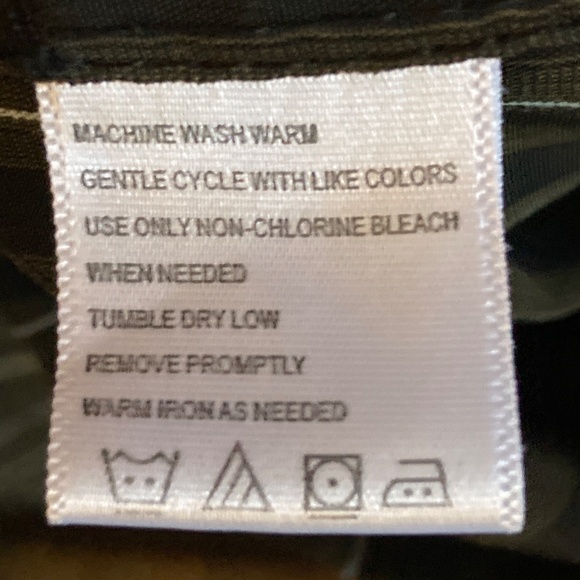 MACHINE WASH WARM
GENTLE CYCLE WITH LIKE COLORS
USE ONLY NON-CHLORINE BLEACH
WHEN NEEDED
TUMBLE DRY LOW
REMOVE PROMPTLY
WARM IRON AS NEEDED